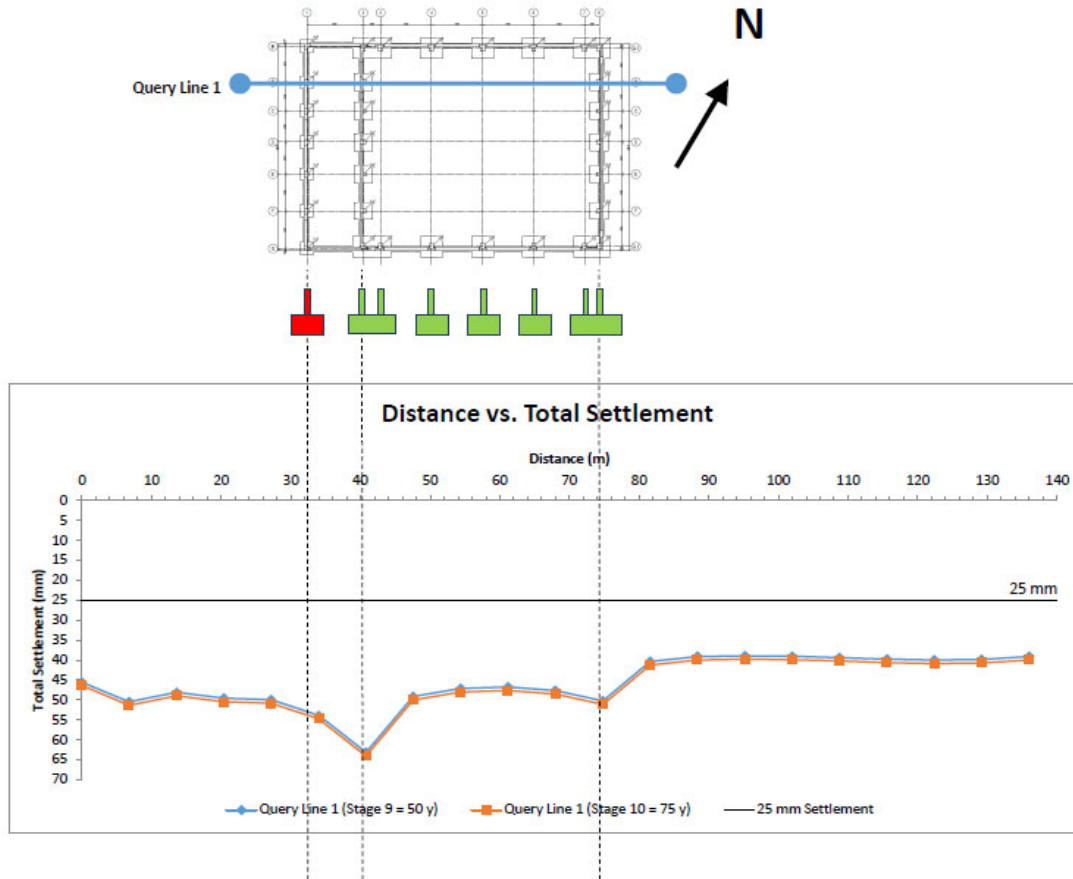 N
Query Line 1
Distance vs. Total Settlement
Distance (m)
0 10 20 30 40 50 60 70 80 90 100 110 120 130 140
Total Settlement (mm)
0
5
10
15
20
25
30
35
40
45
50
55
60
65
70
25 mm
Query Line 1 (Stage 9 = 50 y) Query Line 1 (Stage 10 = 75 y) 25 mm Settlement